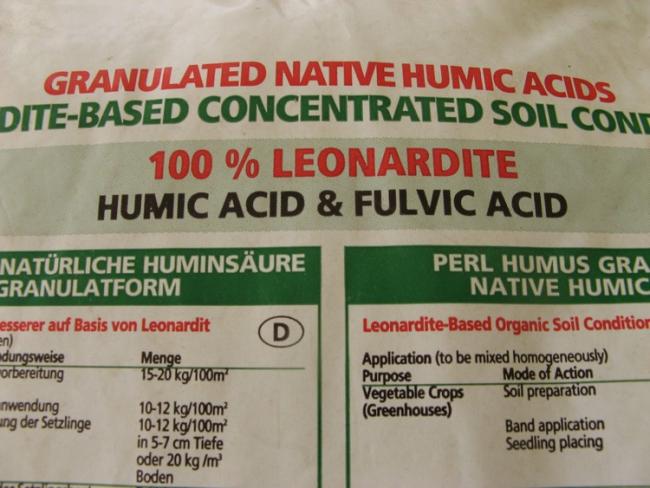 GRANULATED NATIVE HUMIC ACIDS
DITE-BASED CONCENTRATED SOIL COND
100 % LEONARDITE
HUMIC ACID & FULVIC ACID
NATÜRLICHE HUMINSÄURE
GRANULATFORM
esserer auf Basis von Leonardit
en)
D
dungsweise Menge
orbereitung 15-20 kg/100m²
nwendung 10-12 kg/100m²
ng der Setzlinge 10-12 kg/100m²
in 5-7 cm Tiefe
oder 20 kg /m³
Boden
PERL HUMUS GRA
NATIVE HUMIC
Leonardite-Based Organic Soil Condition
Application (to be mixed homogeneously)
Purpose Mode of Action
Vegetable Crops Soil preparation
(Greenhouses)
Band application
Seedling placing